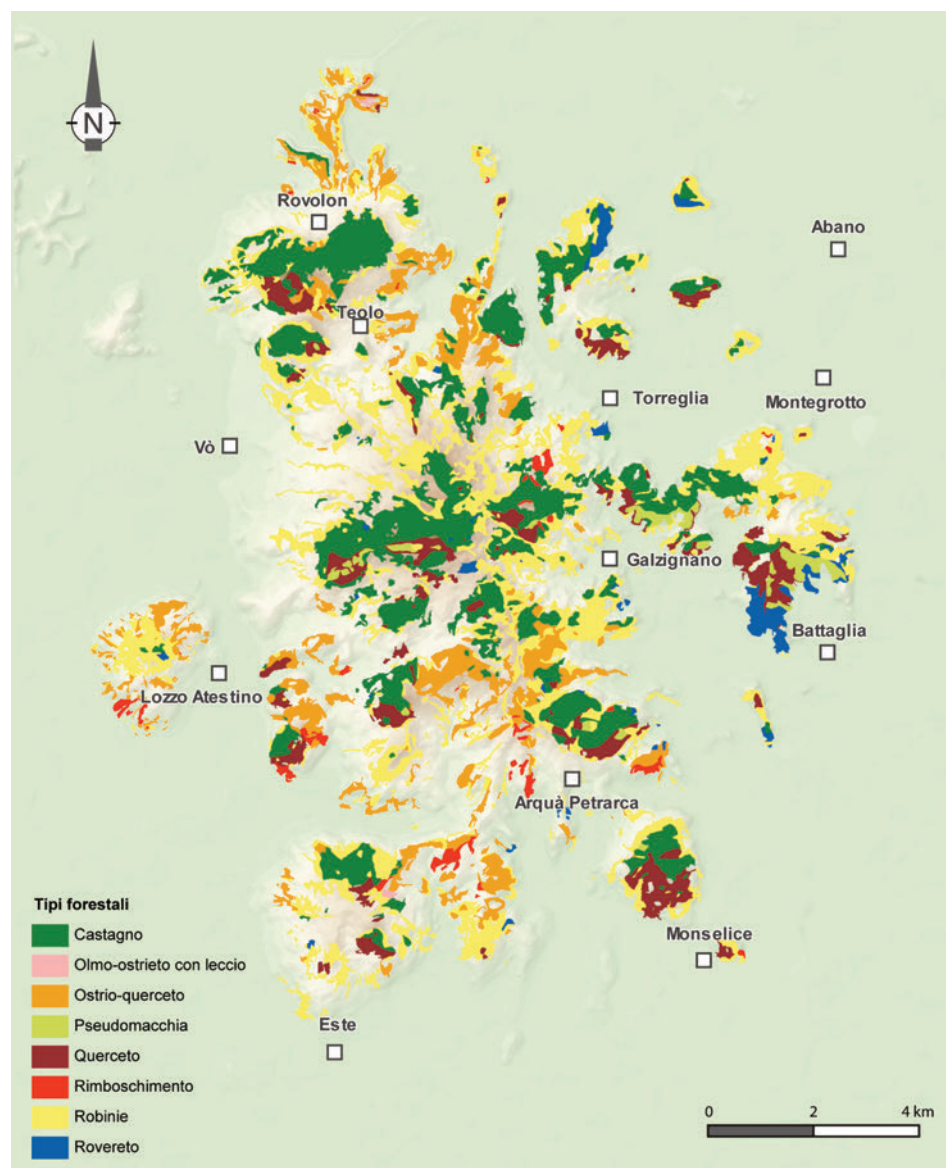 N
Rovolon
Abano
Teolo
Torreglia
Montegrotto
Vò
Galzignano
Battaglia
Lozzo Atestino
Arquà Petrarca
Monselice
Este
Tipi forestali
Castagno
Olmo-ostrieto con leccio
Ostrio-querceto
Pseudomacchia
Querceto
Rimboschimento
Robinie
Rovereto
0 2 4 km